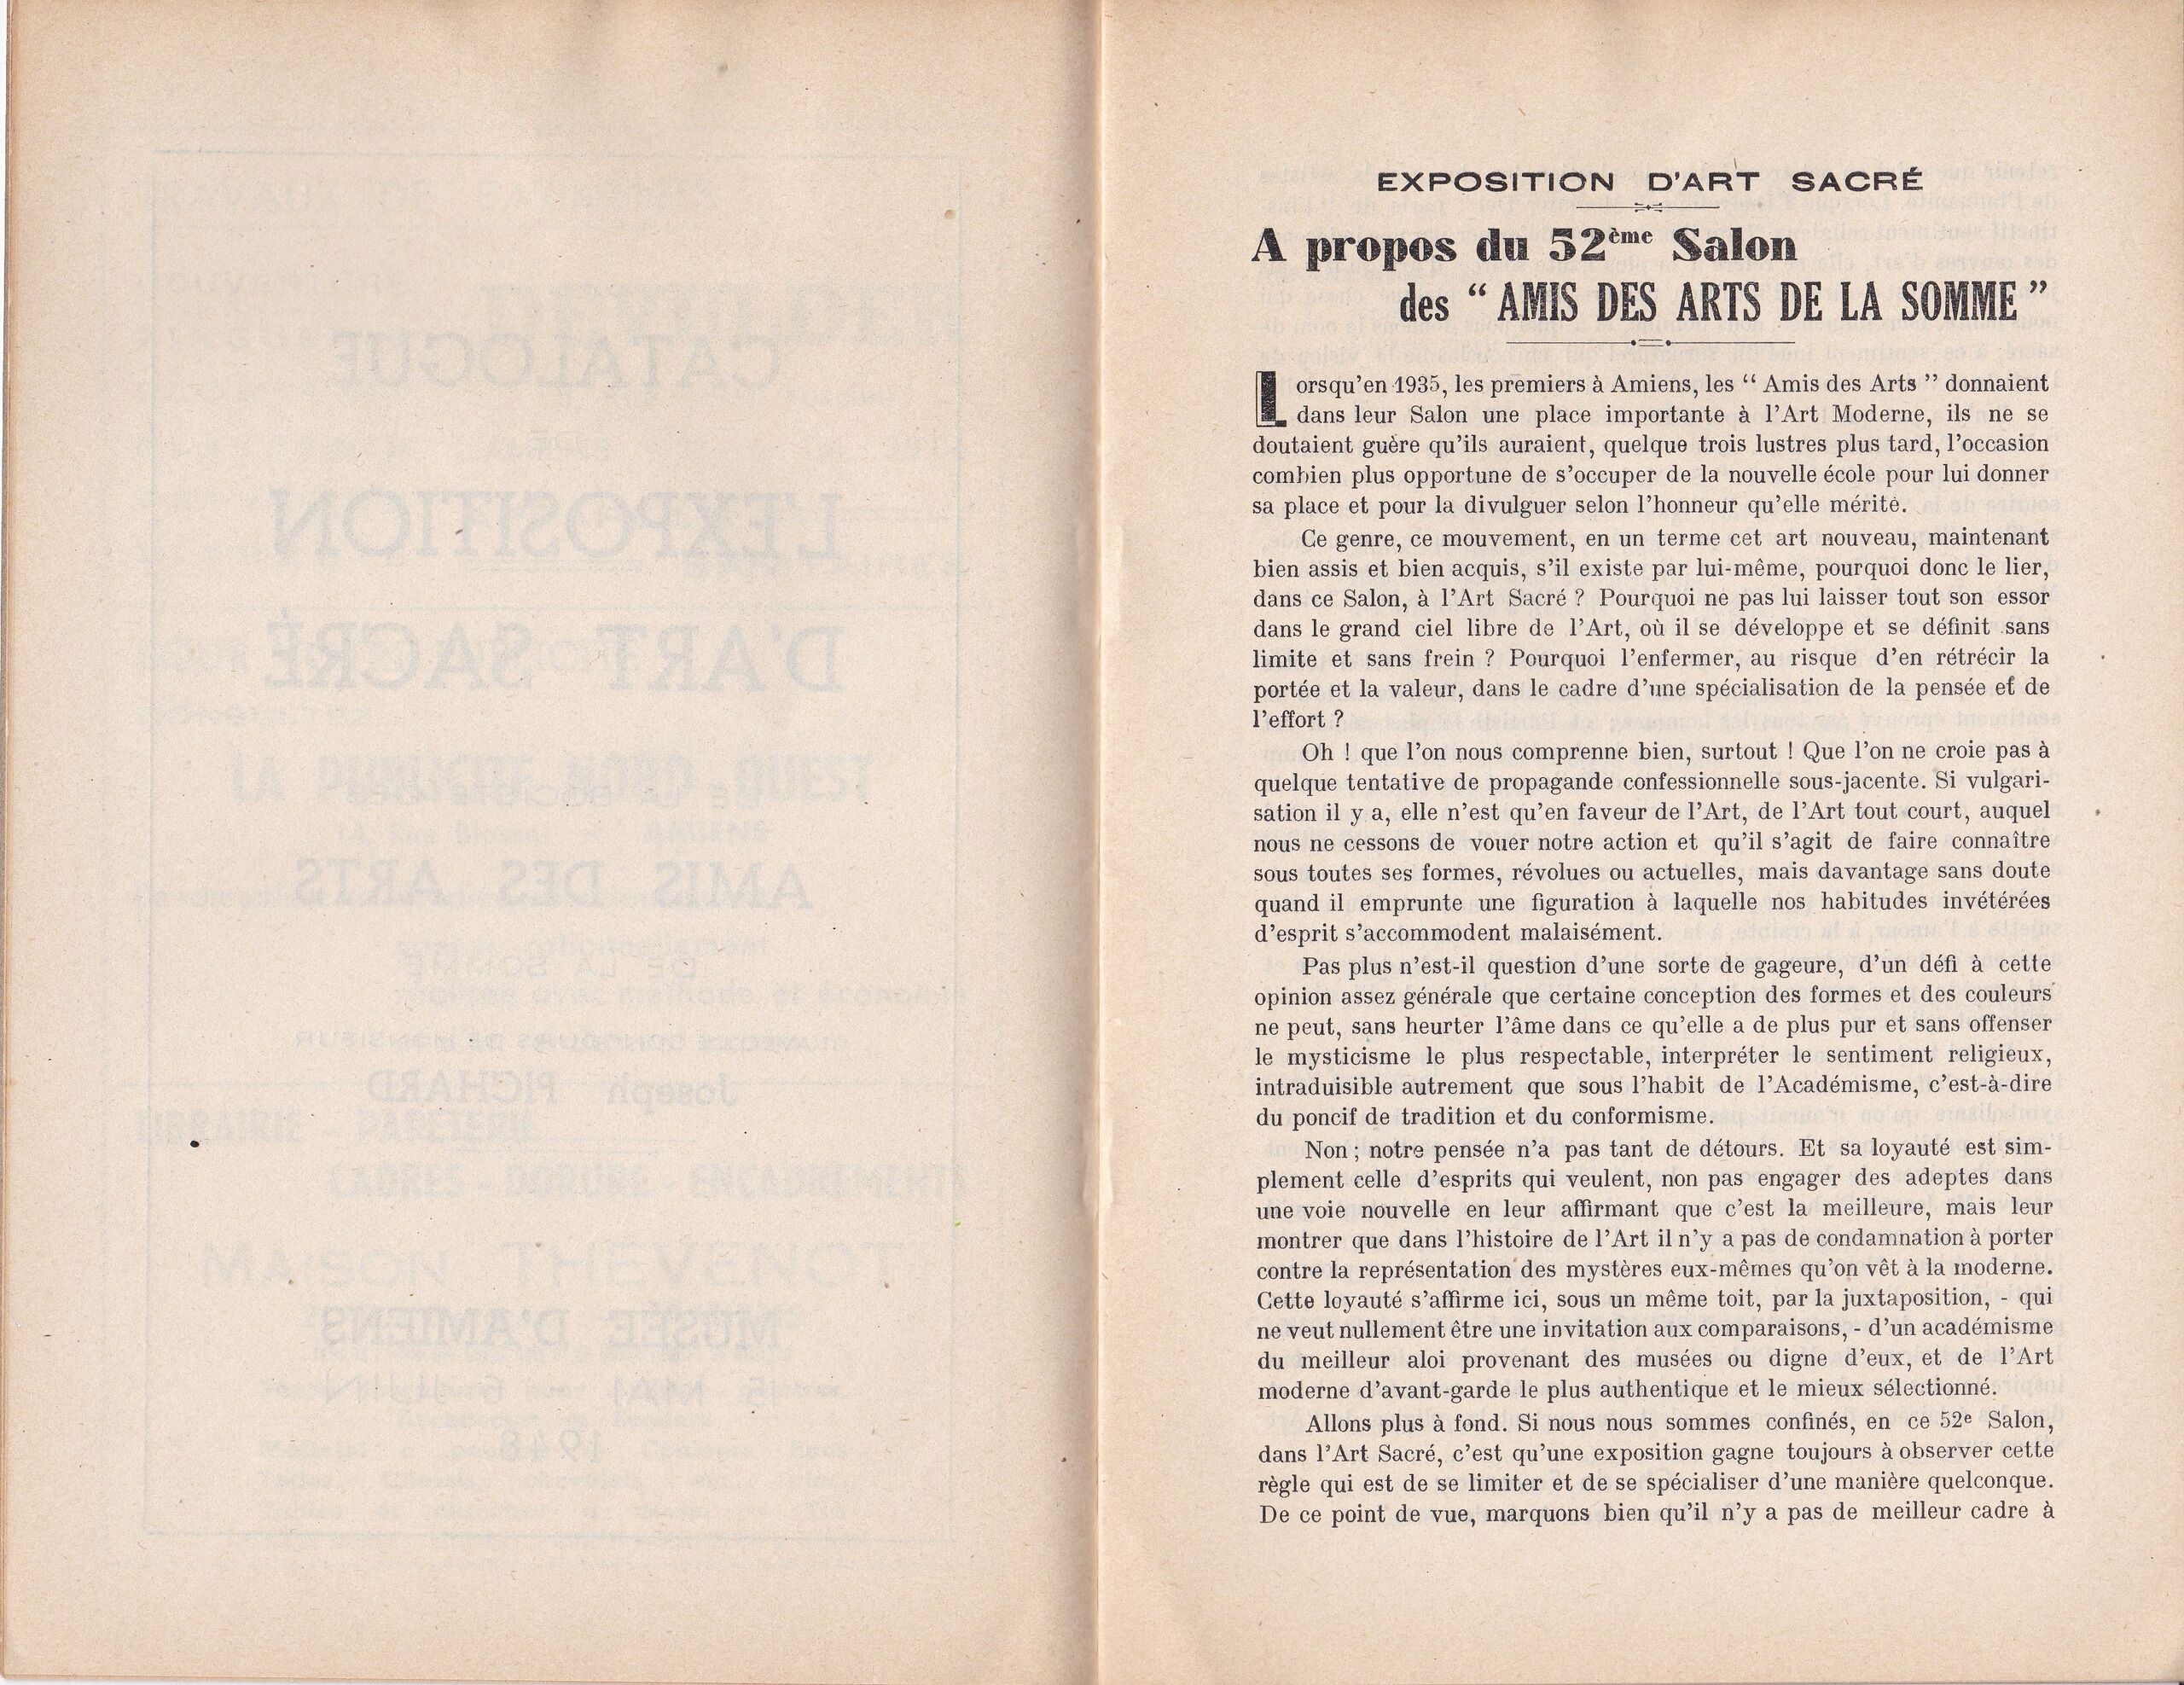 EXPOSITION D'ART SACRÉ
A propos du 52ème Salon
des “ AMIS DES ARTS DE LA SOMME ”
Lorsqu'en 1935, les premiers à Amiens, les “ Amis des Arts ” donnaient
dans leur Salon une place importante à l'Art Moderne, ils ne se
doutaient guère qu'ils auraient, quelque trois lustres plus tard, l'occasion
combien plus opportune de s'occuper de la nouvelle école pour lui donner
sa place et pour la divulguer selon l'honneur qu'elle mérite.
Ce genre, ce mouvement, en un terme cet art nouveau, maintenant
bien assis et bien acquis, s'il existe par lui-même, pourquoi donc le lier,
dans ce Salon, à l'Art Sacré ? Pourquoi ne pas lui laisser tout son essor
dans le grand ciel libre de l'Art, où il se développe et se définit sans
limite et sans frein ? Pourquoi l'enfermer, au risque d'en rétrécir la
portée et la valeur, dans le cadre d'une spécialisation de la pensée et de
l'effort ?
Oh ! que l'on nous comprenne bien, surtout ! Que l'on ne croie pas à
quelque tentative de propagande confessionnelle sous-jacente. Si vulgari-
sation il y a, elle n'est qu'en faveur de l'Art, de l'Art tout court, auquel
nous ne cessons de vouer notre action et qu'il s'agit de faire connaître
sous toutes ses formes, révolues ou actuelles, mais davantage sans doute
quand il emprunte une figuration à laquelle nos habitudes invétérées
d'esprit s'accommodent malaisément.
Pas plus n'est-il question d'une sorte de gageure, d'un défi à cette
opinion assez générale que certaine conception des formes et des couleurs
ne peut, sans heurter l'âme dans ce qu'elle a de plus pur et sans offenser
le mysticisme le plus respectable, interpréter le sentiment religieux,
intraduisible autrement que sous l'habit de l'Académisme, c'est-à-dire
du poncif de tradition et du conformisme.
Non ; notre pensée n'a pas tant de détours. Et sa loyauté est sim-
plement celle d'esprits qui veulent, non pas engager des adeptes dans
une voie nouvelle en leur affirmant que c'est la meilleure, mais leur
montrer que dans l'histoire de l'Art il n'y a pas de condamnation à porter
contre la représentation des mystères eux-mêmes qu'on vêt à la moderne.
Cette loyauté s'affirme ici, sous un même toit, par la juxtaposition, - qui
ne veut nullement être une invitation aux comparaisons, - d'un académisme
du meilleur aloi provenant des musées ou digne d'eux, et de l'Art
moderne d'avant-garde le plus authentique et le mieux sélectionné.
Allons plus à fond. Si nous nous sommes confinés, en ce 52e Salon,
dans l'Art Sacré, c'est qu'une exposition gagne toujours à observer cette
règle qui est de se limiter et de se spécialiser d'une manière quelconque.
De ce point de vue, marquons bien qu'il n'y a pas de meilleur cadre à